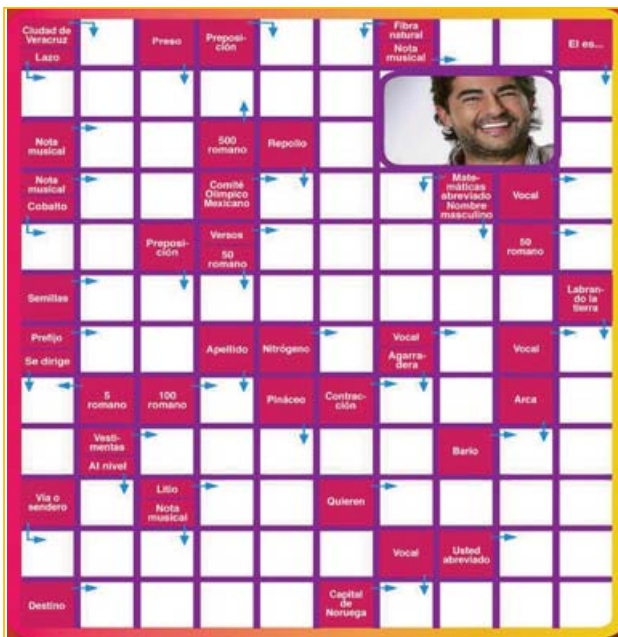 Ciudad de
Veracruz
Lazo
Preso
Preposi-
ción
Fibra
natural
Nota
musical
El es...
Nota
musical
500
romano
Repollo
Nota
musical
Cobalto
Comité
Olímpico
Mexicano
Mate-
máticas
abreviado
Nombre
masculino
Vocal
Preposi-
ción
Versos
50
romano
50
romano
Semillas
Labran-
do la
tierra
Prefijo
Se dirige
Apellido
Nitrógeno
Vocal
Agarra-
dera
Vocal
5
romano
100
romano
Pináceo
Contrac-
ción
Arca
Vesti-
mentas
Al nivel
Bario
Vía o
sendero
Litio
Nota
musical
Quieren
Vocal
Usted
abreviado
Destino
Capital
de
Noruega